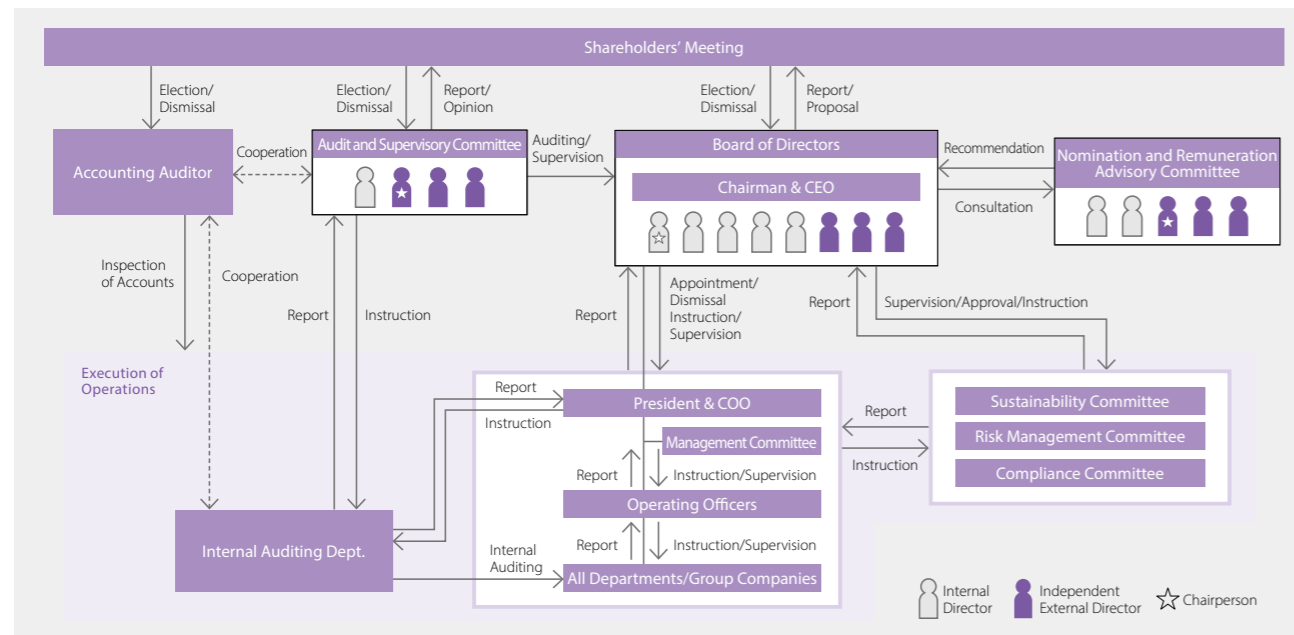 Shareholders' Meeting
Election/
Dismissal
Election/
Dismissal
Report/
Opinion
Election/
Dismissal
Report/
Proposal
Accounting Auditor
Cooperation
Audit and Supervisory Committee
Auditing/
Supervision
Board of Directors
Chairman & CEO
Recommendation
Consultation
Nomination and Remuneration
Advisory Committee
Inspection
of Accounts
Cooperation
Report
Instruction
Report
Appointment/
Dismissal
Instruction/
Supervision
Report
Supervision/Approval/Instruction
Execution of
Operations
Report
Instruction
President & COO
Management Committee
Report
Instruction/Supervision
Operating Officers
Report
Instruction/Supervision
All Departments/Group Companies
Report
Instruction
Sustainability Committee
Risk Management Committee
Compliance Committee
Internal Auditing Dept.
Internal
Auditing
Internal
Director
Independent
External Director
Chairperson